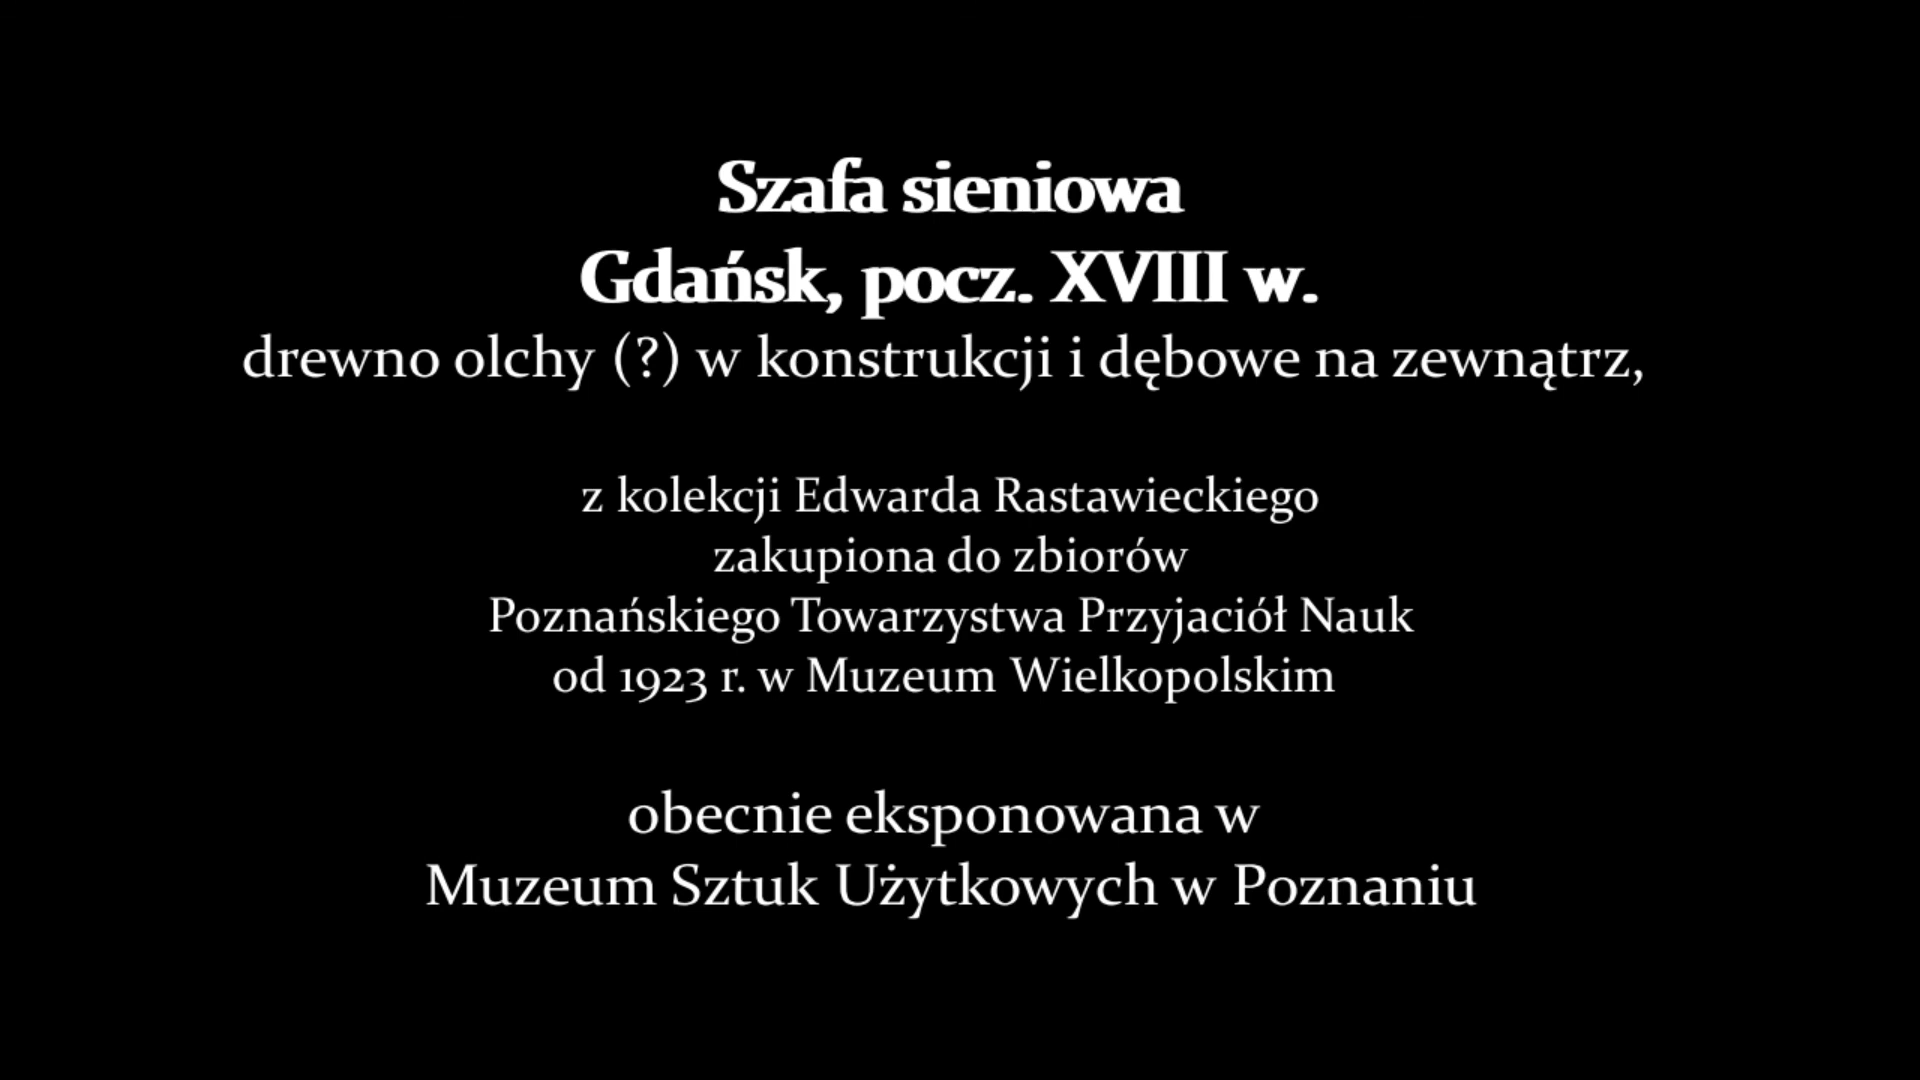 Szafa sieniowa
Gdańsk, pocz. XVIII w.
drewno olchy (?) w konstrukcji i dębowe na zewnątrz,
z kolekcji Edwarda Rastawieckiego
zakupiona do zbiorów
Poznańskiego Towarzystwa Przyjaciół Nauk
od 1923 r. w Muzeum Wielkopolskim
obecnie eksponowana w
Muzeum Sztuk Użytkowych w Poznaniu